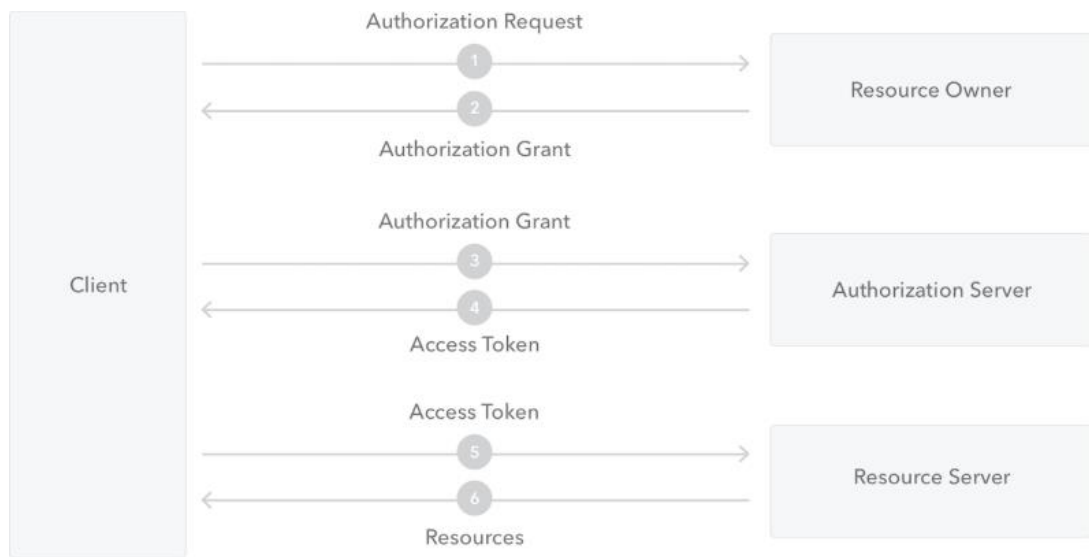 Authorization Request
1
Resource Owner
2
Authorization Grant
Authorization Grant
3
Client
Authorization Server
4
Access Token
Access Token
5
Resource Server
6
Resources